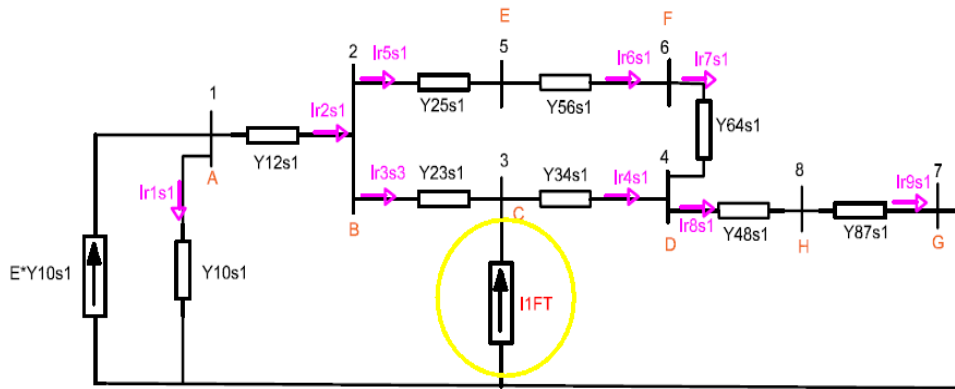 E
F
2
Ir5s1
5
Ir6s1
6
Ir7s1
1
Ir2s1
Y25s1
Y56s1
Y64s1
Y12s1
A
Ir1s1
Ir3s3
3
Ir4s1
4
8
Ir9s1
7
Y23s1
Y34s1
B
C
D
Ir8s1
Y48s1
H
Y87s1
G
E*Y10s1
Y10s1
I1FT